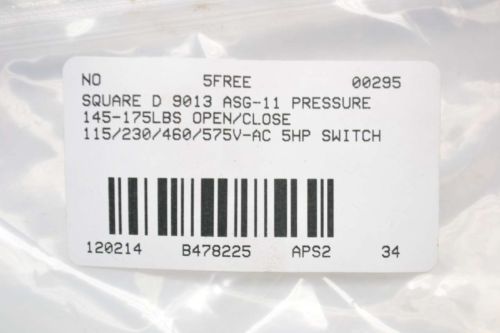 NO 5FREE 00295
SQUARE D 9013 ASG-11 PRESSURE
145-175LBS OPEN/CLOSE
115/230/460/575V-AC 5HP SWITCH
120214 B478225 APS2 34